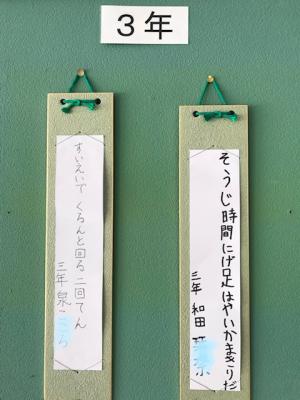 ３年
そうじ時間にげ足はやいかまきりだ
三年 和田
すいえいで くるんと回る 二回てん
三年 泉